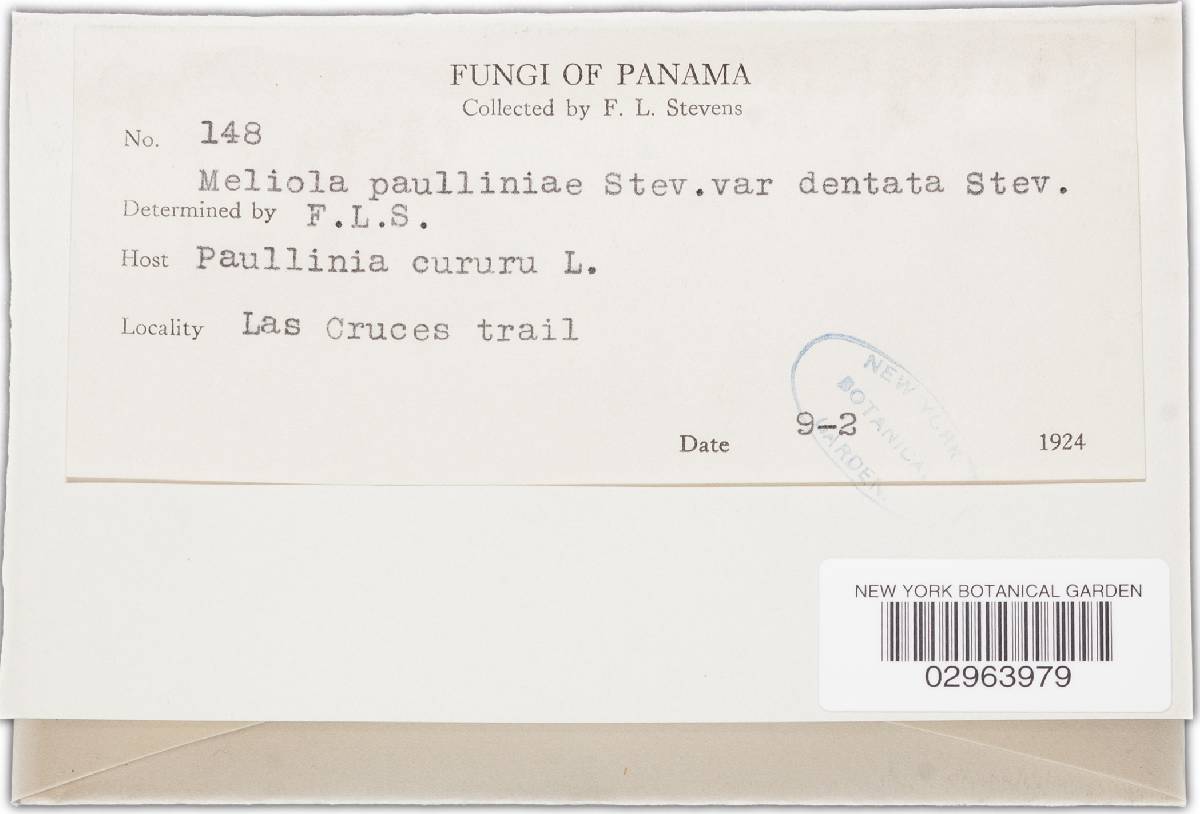 FUNGI OF PANAMA
Collected by F. L. Stevens
No. 148
Meliola paulliniae Stev.var dentata Stev.
Determined by F.L.S.
Host Paullinia cururu L.
Locality Las Cruces trail
NEW YORK
BOTANICAL
GARDEN
Date 9-2 1924
NEW YORK BOTANICAL GARDEN
02963979